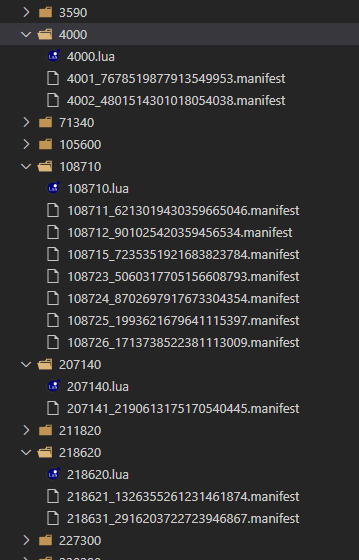 3590
4000
4000.lua
4001_7678519877913549953.manifest
4002_4801514301018054038.manifest
71340
105600
108710
108710.lua
108711_6213019430359665046.manifest
108712_901025420359456534.manifest
108715_7235351921683823784.manifest
108723_5060317705156608793.manifest
108724_8702697917673304354.manifest
108725_1993621679641115397.manifest
108726_1713738522381113009.manifest
207140
207140.lua
207141_2190613175170540445.manifest
211820
218620
218620.lua
218621_1326355261231461874.manifest
218631_2916203722723946867.manifest
227300